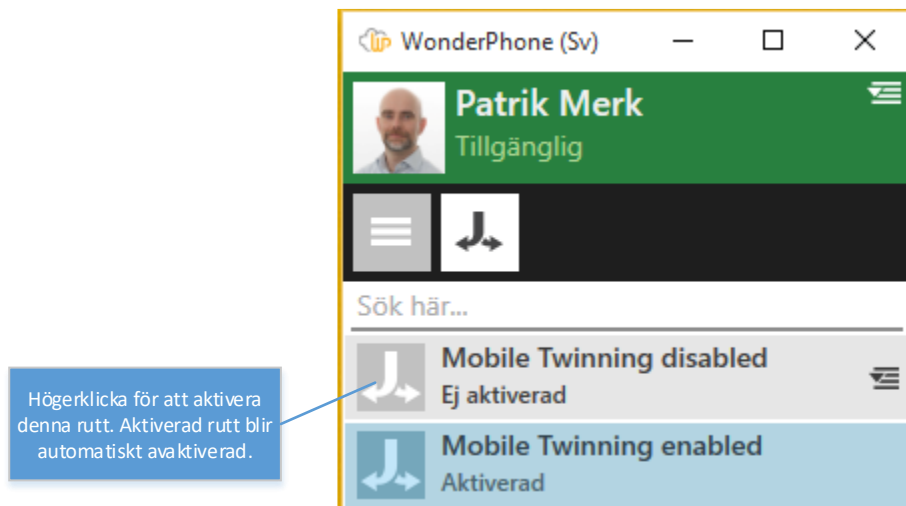 WonderPhone (Sv)
Patrik Merk
Tillgänglig
Sök här...
Mobile Twinning disabled
Ej aktiverad
Högerklicka för att aktivera
denna rutt. Aktiverad rutt blir
automatiskt avaktiverad.
Mobile Twinning enabled
Aktiverad